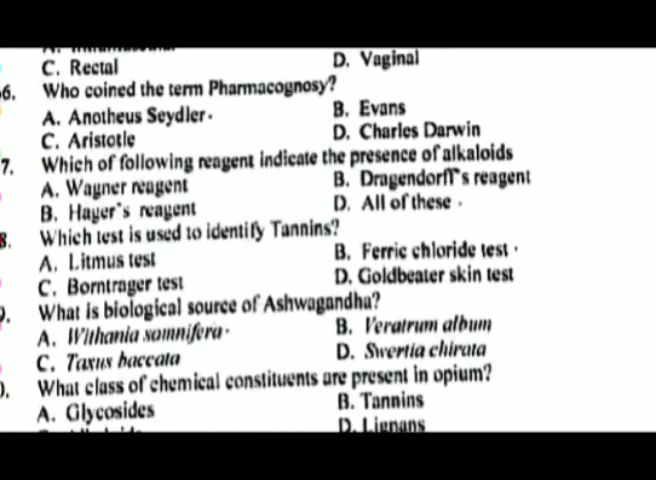 C. Rectal D. Vaginal
6. Who coined the term Pharmacognosy?
A. Anotheus Seydler. B. Evans
C. Aristotle D. Charles Darwin
7. Which of following reagent indicate the presence of alkaloids
A. Wagner reagent B. Dragendorff's reagent
B. Hager's reagent D. All of these .
8. Which test is used to identify Tannins?
A. Litmus test B. Ferric chloride test .
C. Borntrager test D. Goldbeater skin test
9. What is biological source of Ashwagandha?
A. Withania somnifera. B. Veratrum album
C. Taxus baccata D. Swertia chirata
0. What class of chemical constituents are present in opium?
A. Glycosides B. Tannins
D. Lignans